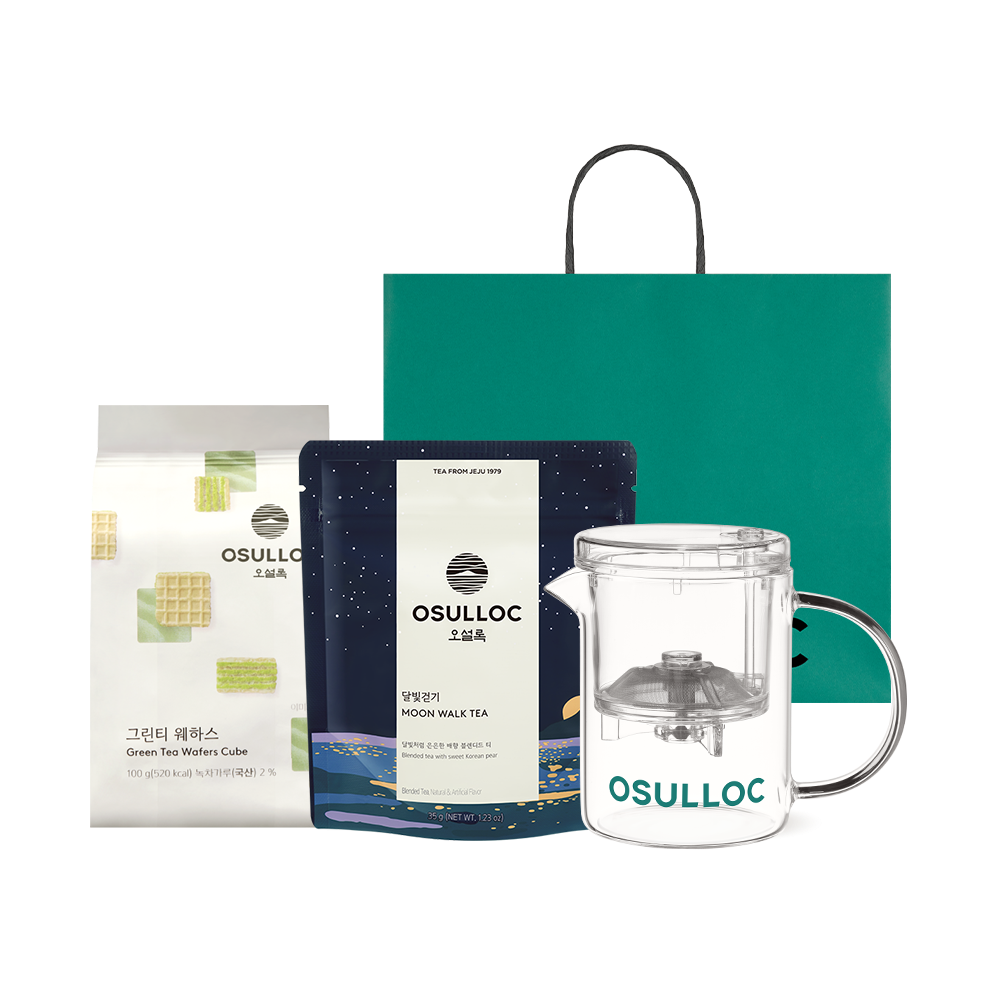 OSULLOC
오설록
그린티 웨하스
Green Tea Wafers Cube
100 g(520 kcal) 녹차가루(국산) 2 %
TEA FROM JEJU 1979
OSULLOC
오설록
달빛걷기
MOON WALK TEA
달빛처럼 은은한 배향 블렌디드 티
Blended tea with sweet Korean pear
Blended Tea, Natural & Artificial Flavor
35 g (NET WT. 1.23 oz)
OSULLOC
C